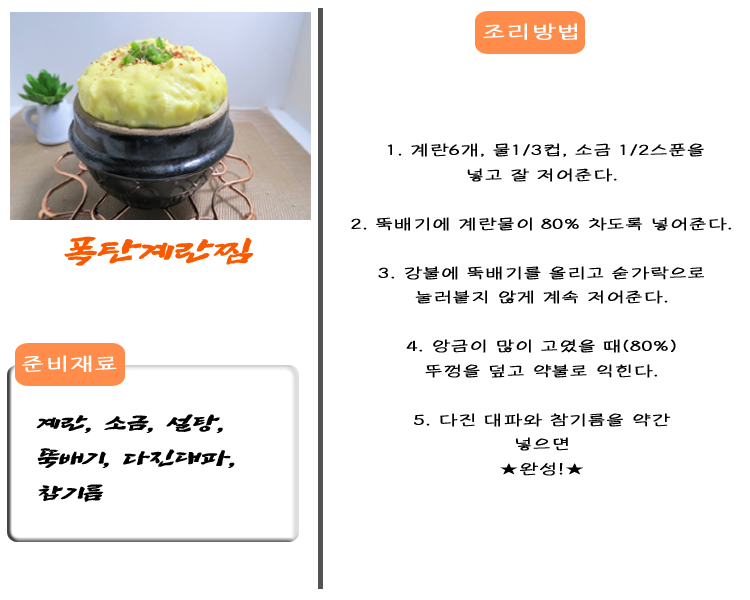 폭탄계란찜
준비재료
계란, 소금, 설탕,
뚝배기, 다진대파,
참기름
조리방법
1. 계란6개, 물1/3컵, 소금 1/2스푼을
넣고 잘 저어준다.
2. 뚝배기에 계란물이 80% 차도록 넣어준다.
3. 강불에 뚝배기를 올리고 숟가락으로
눌러붙지 않게 계속 저어준다.
4. 앙금이 많이 고였을 때(80%)
뚜껑을 덮고 약불로 익힌다.
5. 다진 대파와 참기름을 약간
넣으면
★완성!★